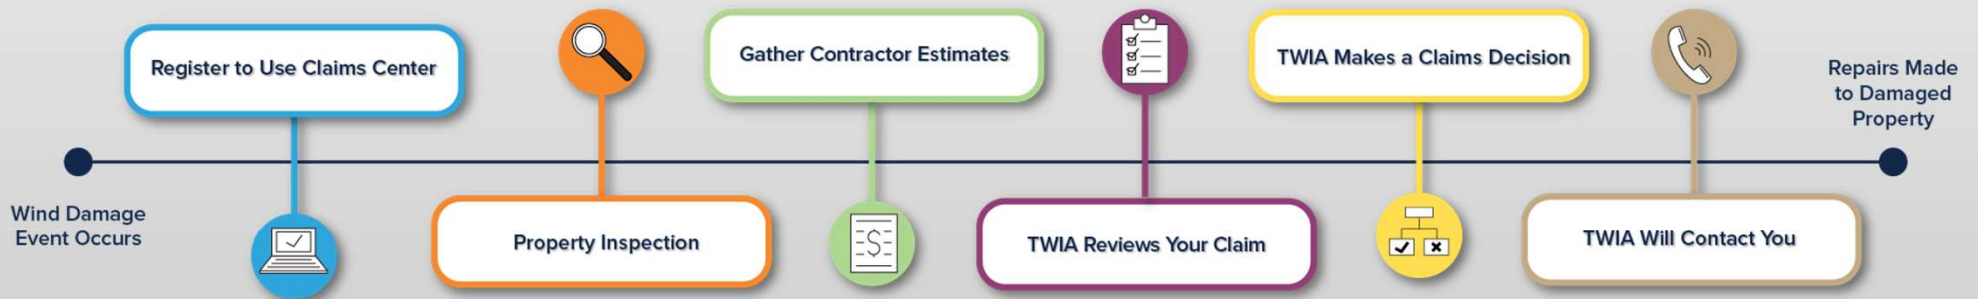 Wind Damage
Event Occurs
Register to Use Claims Center
Property Inspection
Gather Contractor Estimates
$
TWIA Reviews Your Claim
TWIA Makes a Claims Decision
TWIA Will Contact You
Repairs Made
to Damaged
Property